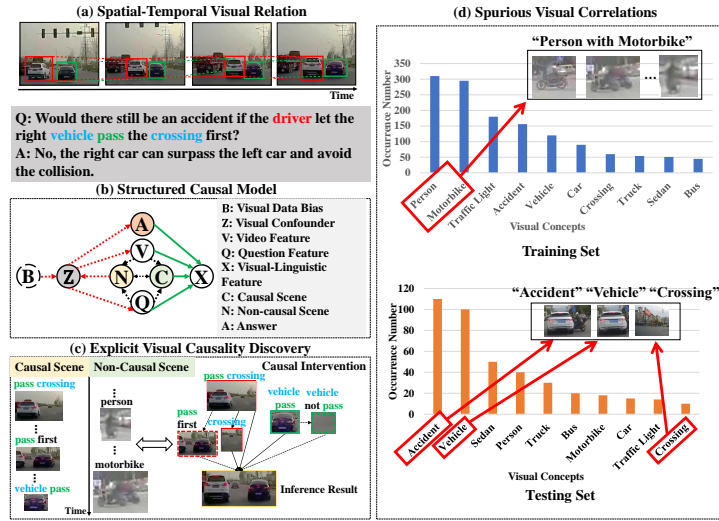 (a) Spatial-Temporal Visual Relation
Time
Q: Would there still be an accident if the driver let the
right vehicle pass the crossing first?
A: No, the right car can surpass the left car and avoid
the collision.
(b) Structured Causal Model
B
Z
A
V
N
C
Q
X
B: Visual Data Bias
Z: Visual Confounder
V: Video Feature
Q: Question Feature
X: Visual-Linguistic
Feature
C: Causal Scene
N: Non-causal Scene
A: Answer
(c) Explicit Visual Causality Discovery
Causal Scene
pass crossing
pass first
vehicle pass
Time
Non-Causal Scene
person
motorbike
Causal Intervention
pass crossing
pass
first
crossing
vehicle
pass
vehicle
not pass
Inference Result
(d) Spurious Visual Correlations
"Person with Motorbike"
Occurrence Number
350
300
250
200
150
100
50
0
Person
Motorbike
Traffic Light
Accident
Vehicle
Car
Crossing
Truck
Sedan
Bus
Visual Concepts
Training Set
"Accident" "Vehicle" "Crossing"
Occurrence Number
120
100
80
60
40
20
0
Accident
Vehicle
Sedan
Person
Truck
Bus
Motorbike
Car
Traffic Light
Crossing
Visual Concepts
Testing Set